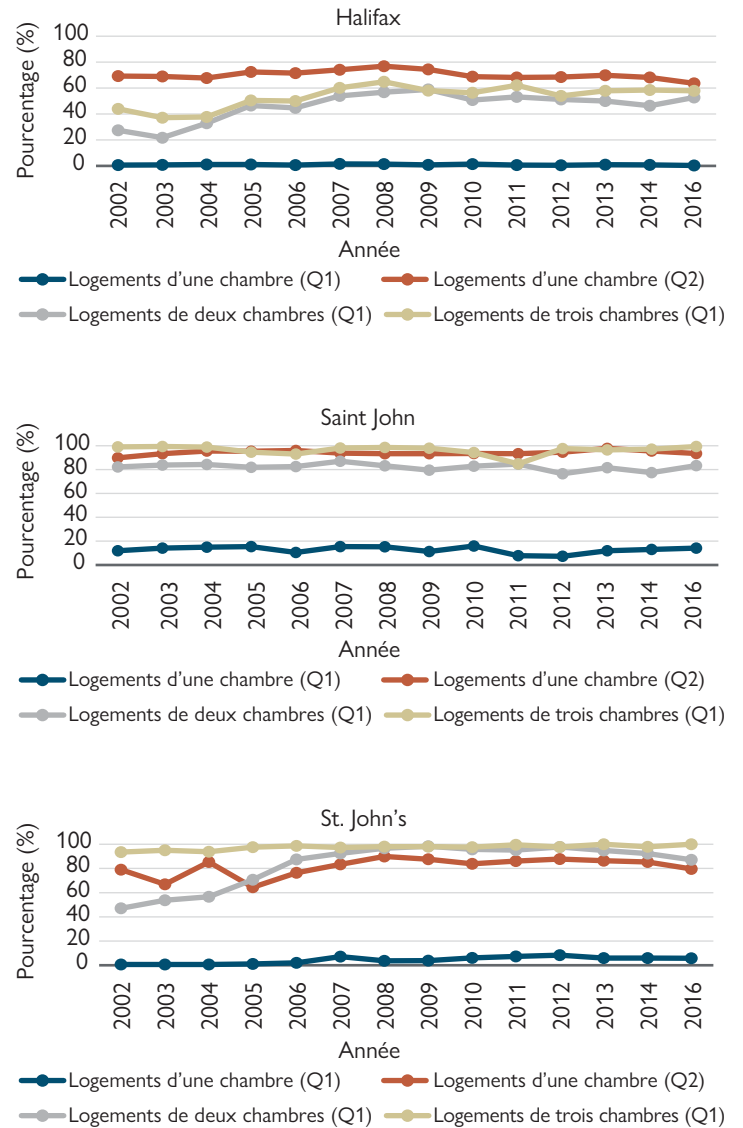 Halifax
Pourcentage (%)
100
80
60
40
20
0
2002 2003 2004 2005 2006 2007 2008 2009 2010 2011 2012 2013 2014 2016
Année
Logements d’une chambre (Q1) Logements d’une chambre (Q2)
Logements de deux chambres (Q1) Logements de trois chambres (Q1)
Saint John
Pourcentage (%)
100
80
60
40
20
0
2002 2003 2004 2005 2006 2007 2008 2009 2010 2011 2012 2013 2014 2016
Année
Logements d’une chambre (Q1) Logements d’une chambre (Q2)
Logements de deux chambres (Q1) Logements de trois chambres (Q1)
St. John’s
Pourcentage (%)
100
80
60
40
20
0
2002 2003 2004 2005 2006 2007 2008 2009 2010 2011 2012 2013 2014 2016
Année
Logements d’une chambre (Q1) Logements d’une chambre (Q2)
Logements de deux chambres (Q1) Logements de trois chambres (Q1)